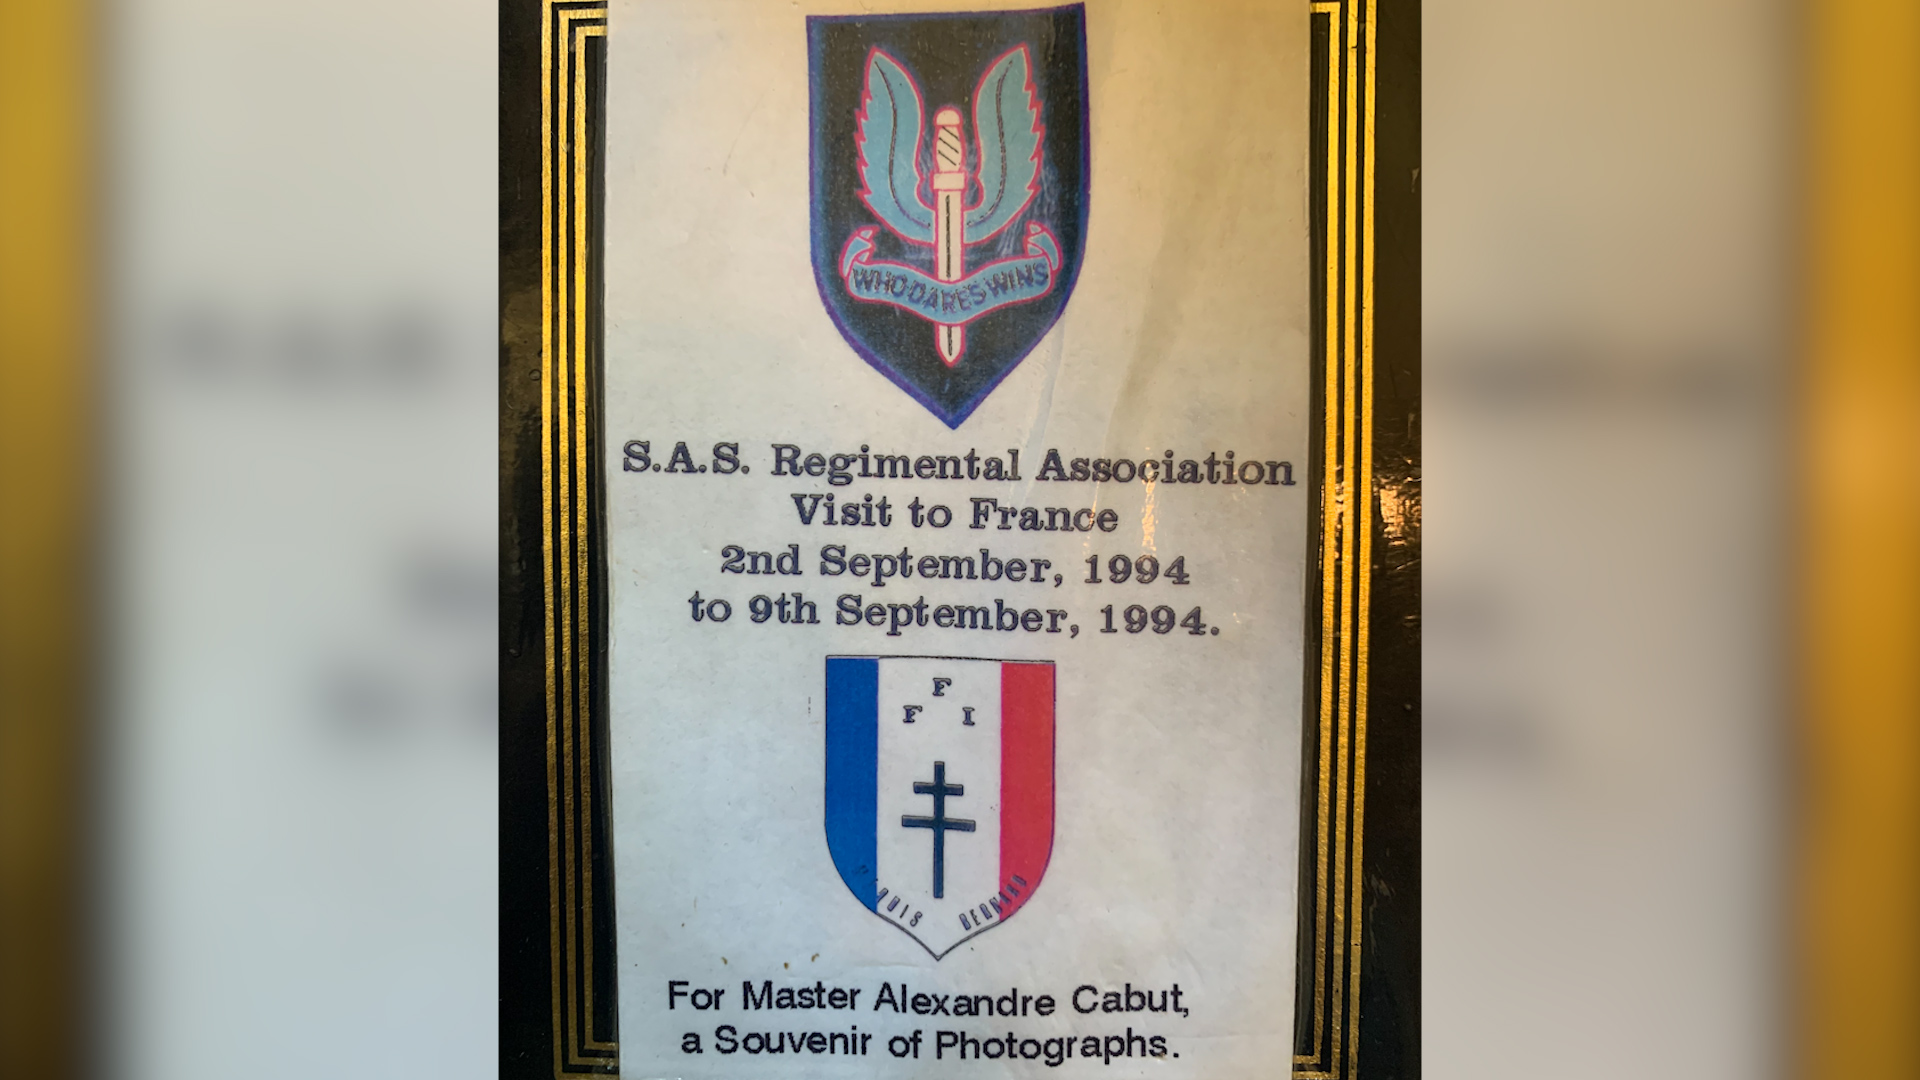 WHO DARES WINS
S.A.S. Regimental Association
Visit to France
2nd September, 1994
to 9th September, 1994.
F
F I
BERNARD
For Master Alexandre Cabut,
a Souvenir of Photographs.